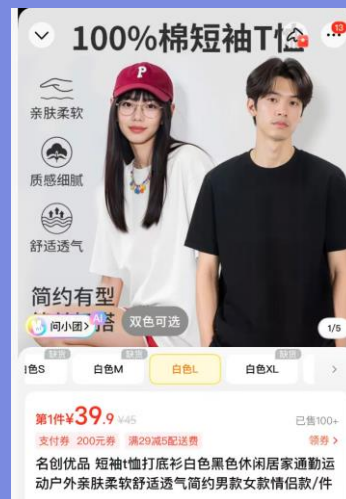 100%棉短袖T恤
13
P
亲肤柔软
质感细腻
舒适透气
简约有型
问小团>
AI
双色可选
1/5
缺货
缺货
缺货
色S
白色M
白色L
白色XL
第1件¥39.9 ¥45
已售100+
支付券 200元券 满29减5配送费
领券>
名创优品 短袖t恤打底衫白色黑色休闲居家通勤运
动户外亲肤柔软舒适透气简约男款女款情侣款/件